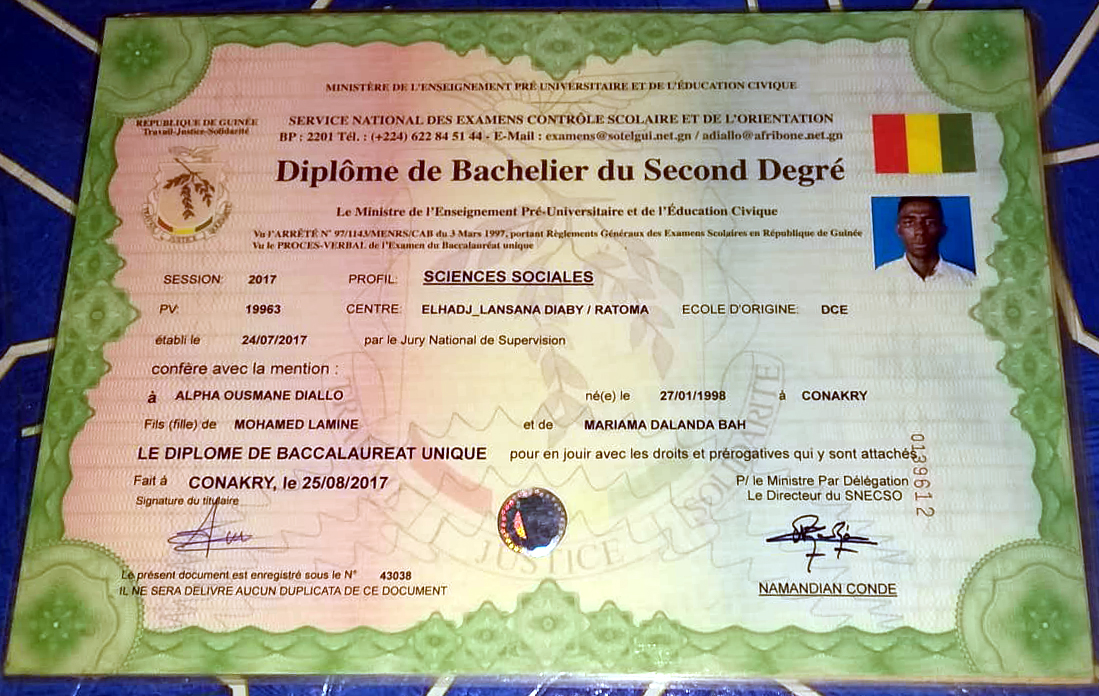 MINISTÈRE DE L'ENSEIGNEMENT PRÉ UNIVERSITAIRE ET DE L'ÉDUCATION CIVIQUE
REPUBLIQUE DE GUINÉE
Travail-Justice-Solidarité
SERVICE NATIONAL DES EXAMENS CONTRÔLE SCOLAIRE ET DE L'ORIENTATION
BP : 2201 Tél. : (+224) 622 84 51 44 - E-Mail : examens@sotelgui.net.gn / adiallo@afribone.net.gn
Diplôme de Bachelier du Second Degré
Le Ministre de l'Enseignement Pré-Universitaire et de l'Éducation Civique
Vu l'ARRÊTÉ N° 97/1143/MENRS/CAB du 3 Mars 1997, portant Règlements Généraux des Examens Scolaires en République de Guinée
Vu le PROCES-VERBAL de l'Examen du Baccalauréat unique
SESSION: 2017 PROFIL: SCIENCES SOCIALES
PV: 19963 CENTRE: ELHADJ_LANSANA DIABY / RATOMA ECOLE D'ORIGINE: DCE
établi le 24/07/2017 par le Jury National de Supervision
confère avec la mention :
à ALPHA OUSMANE DIALLO né(e) le 27/01/1998 à CONAKRY
Fils (fille) de MOHAMED LAMINE et de MARIAMA DALANDA BAH
LE DIPLOME DE BACCALAUREAT UNIQUE pour en jouir avec les droits et prérogatives qui y sont attachés
Fait à CONAKRY, le 25/08/2017 P/ le Ministre Par Délégation
Signature du titulaire Le Directeur du SNECSO
0139612
SOLIDARITE
JUSTICE
Le présent document est enregistré sous le N° 43038
IL NE SERA DELIVRE AUCUN DUPLICATA DE CE DOCUMENT
NAMANDIAN CONDE